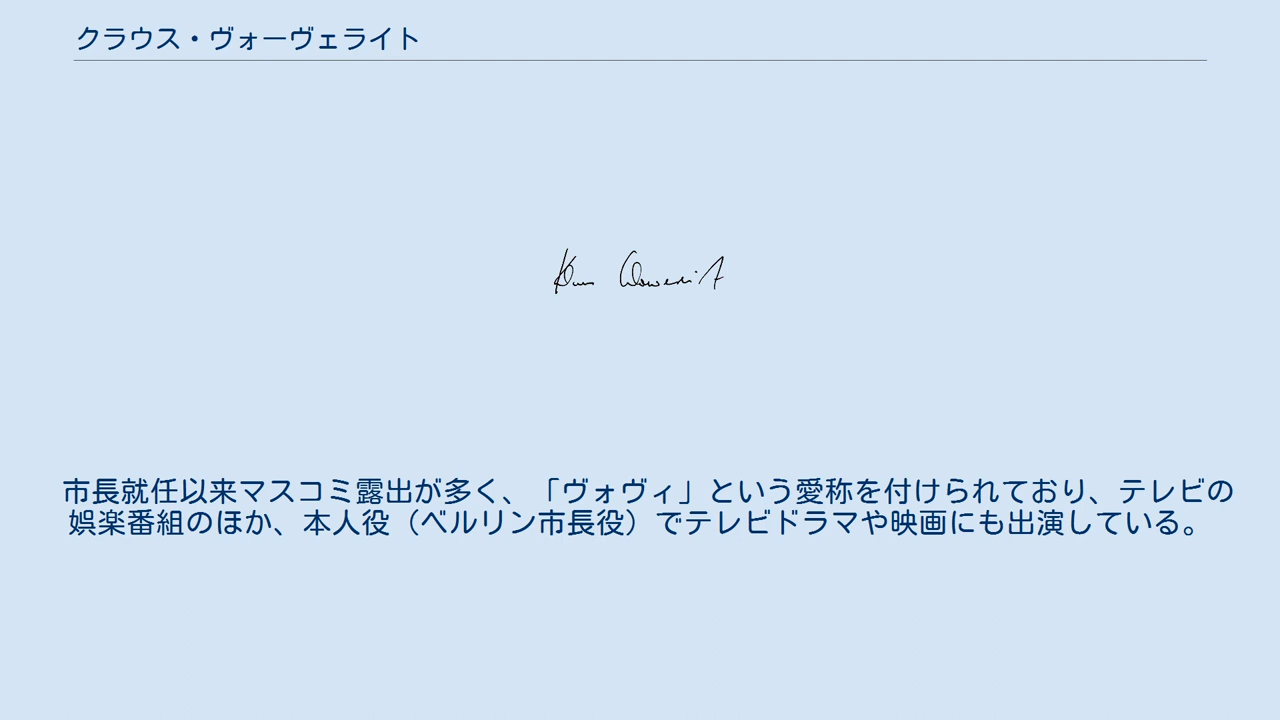 クラウス・ヴォーヴェライト
Klaus Wowereit
市長就任以来マスコミ露出が多く、「ヴォヴィ」という愛称を付けられており、テレビの
娯楽番組のほか、本人役（ベルリン市長役）でテレビドラマや映画にも出演している。